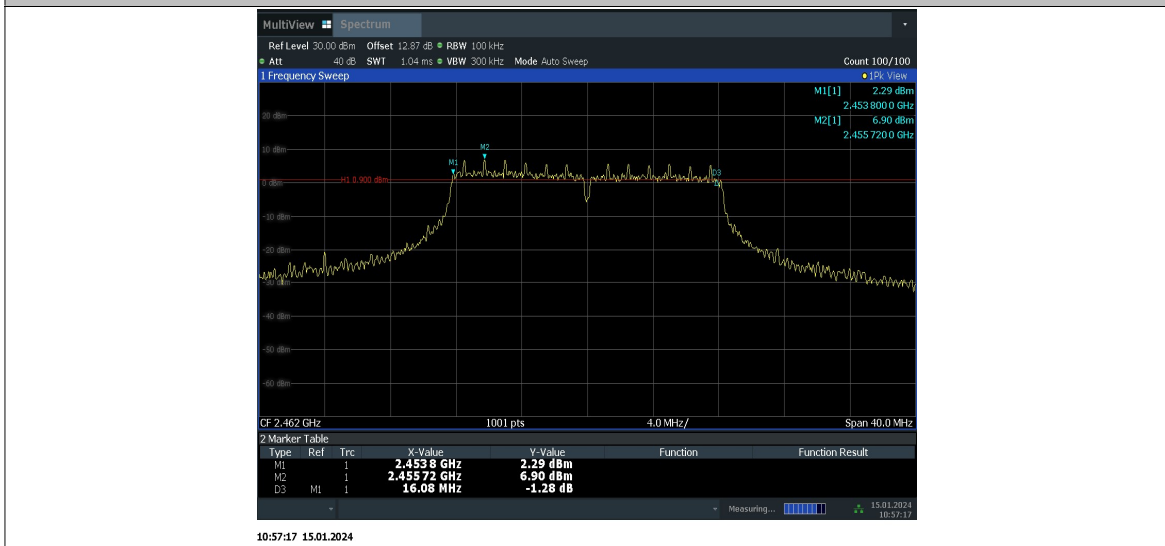 MultiView Spectrum
Ref Level 30.00 dBm Offset 12.87 dB RBW 100 kHz
Att 40 dB SWT 1.04 ms VBW 300 kHz Mode Auto Sweep Count 100/100
1 Frequency Sweep 1Pk View
M1[1] 2.29 dBm
2.453 800 0 GHz
20 dBm
M2[1] 6.90 dBm
2.455 720 0 GHz
10 dBm
M2
M1
D3
0 dBm
H1 0.900 dBm
-10 dBm
-20 dBm
-30 dBm
-40 dBm
-50 dBm
-60 dBm
CF 2.462 GHz 1001 pts 4.0 MHz/ Span 40.0 MHz
2 Marker Table
Type Ref Trc X-Value Y-Value Function Function Result
M1 1 2.4538 GHz 2.29 dBm
M2 1 2.45572 GHz 6.90 dBm
D3 M1 1 16.08 MHz -1.28 dB
Measuring... 15.01.2024
10:57:17
10:57:17 15.01.2024